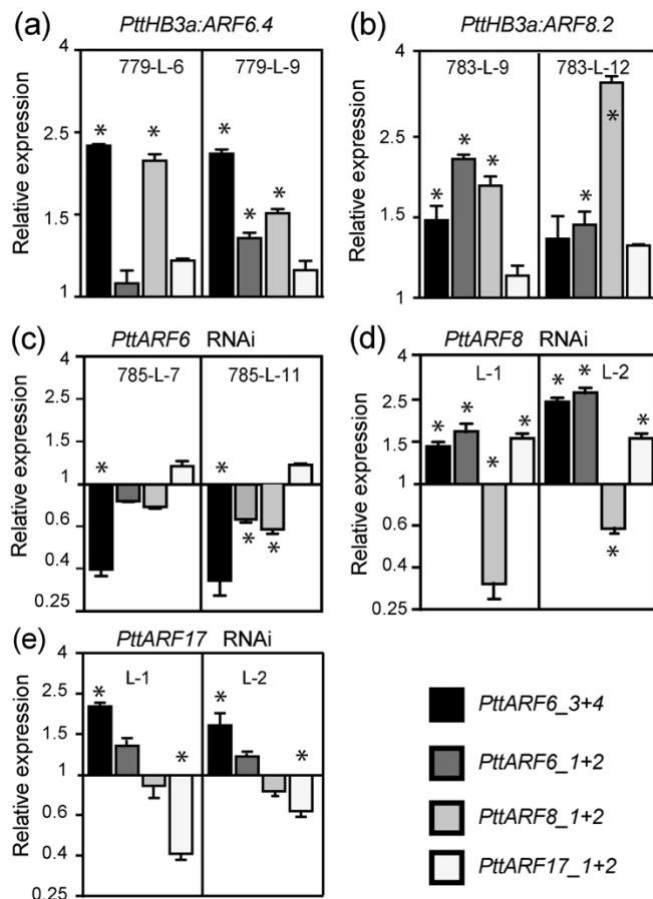 (a) PttHB3a:ARF6.4
779-L-6 779-L-9
Relative expression
4
2.5
1.5
1
* * * * *
(b) PttHB3a:ARF8.2
783-L-9 783-L-12
Relative expression
4
2.5
1.5
1
* * * * *
(c) PttARF6 RNAi
785-L-7 785-L-11
Relative expression
4
1.5
1
0.6
0.4
0.25
* * * *
(d) PttARF8 RNAi
L-1 L-2
Relative expression
4
2.5
1.5
1
0.6
0.25
* * * * * * * *
(e) PttARF17 RNAi
L-1 L-2
Relative expression
4
2.5
1.5
1
0.6
0.4
0.25
* * * *
PttARF6_3+4
PttARF6_1+2
PttARF8_1+2
PttARF17_1+2